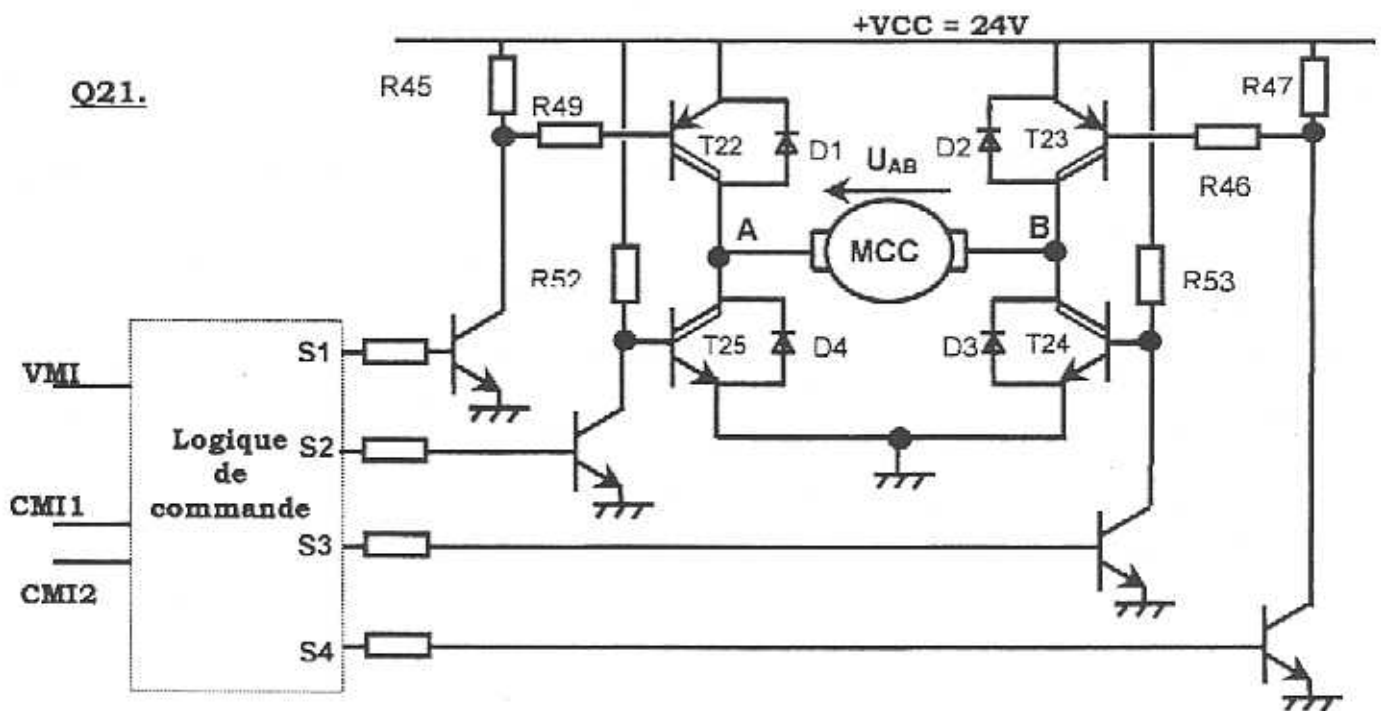 +VCC = 24V
Q21.
R45
R49
R47
T22
D1
D2
T23
U_AB
R46
A
MCC
B
R52
R53
T25
D4
D3
T24
VMI
S1
Logique
de
commande
S2
CMI1
S3
CMI2
S4